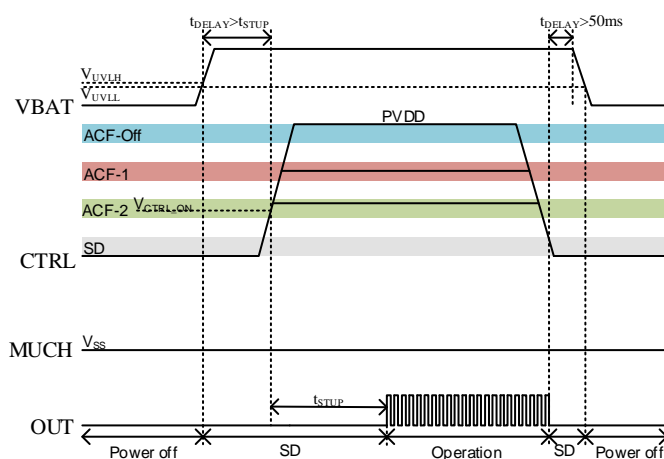 tDELAY>tSTUP
tDELAY>50ms
VUVLH
VUVLL
VBAT
PVDD
ACF-Off
ACF-1
ACF-2 VCTRL_ON
SD
CTRL
VSS
MUCH
tSTUP
OUT
Power off
SD
Operation
SD
Power off